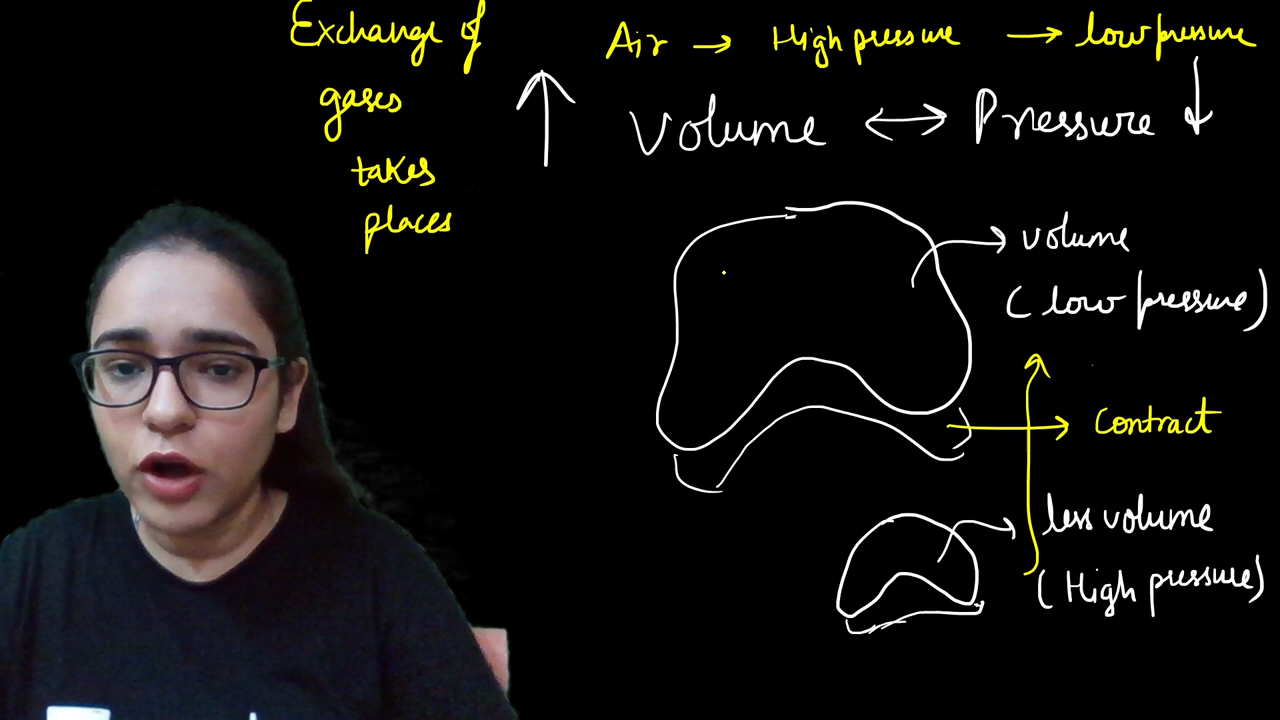 Exchange of
gases
takes
places
Air → High pressure → low pressure
↑ Volume ↔ Pressure ↓
→ volume
(low pressure)
→ Contract
→ less volume
(High pressure)